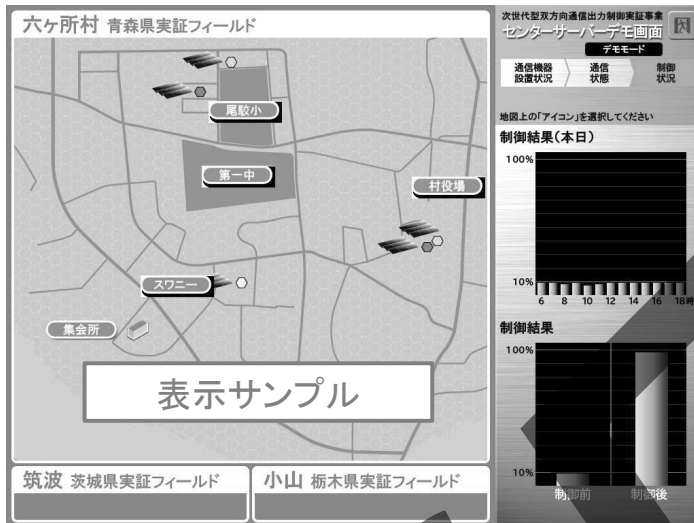 六ヶ所村 青森県実証フィールド
尾駮小
第一中
村役場
スワニー
集会所
表示サンプル
筑波 茨城県実証フィールド
小山 栃木県実証フィールド
次世代型双方向通信出力制御実証事業
センターサーバーデモ画面
デモモード
通信機器
設置状況
通信
状態
制御
状況
地図上の「アイコン」を選択してください
制御結果(本日)
100%
10%
6 8 10 12 14 16 18時
制御結果
100%
10%
制御前 制御後